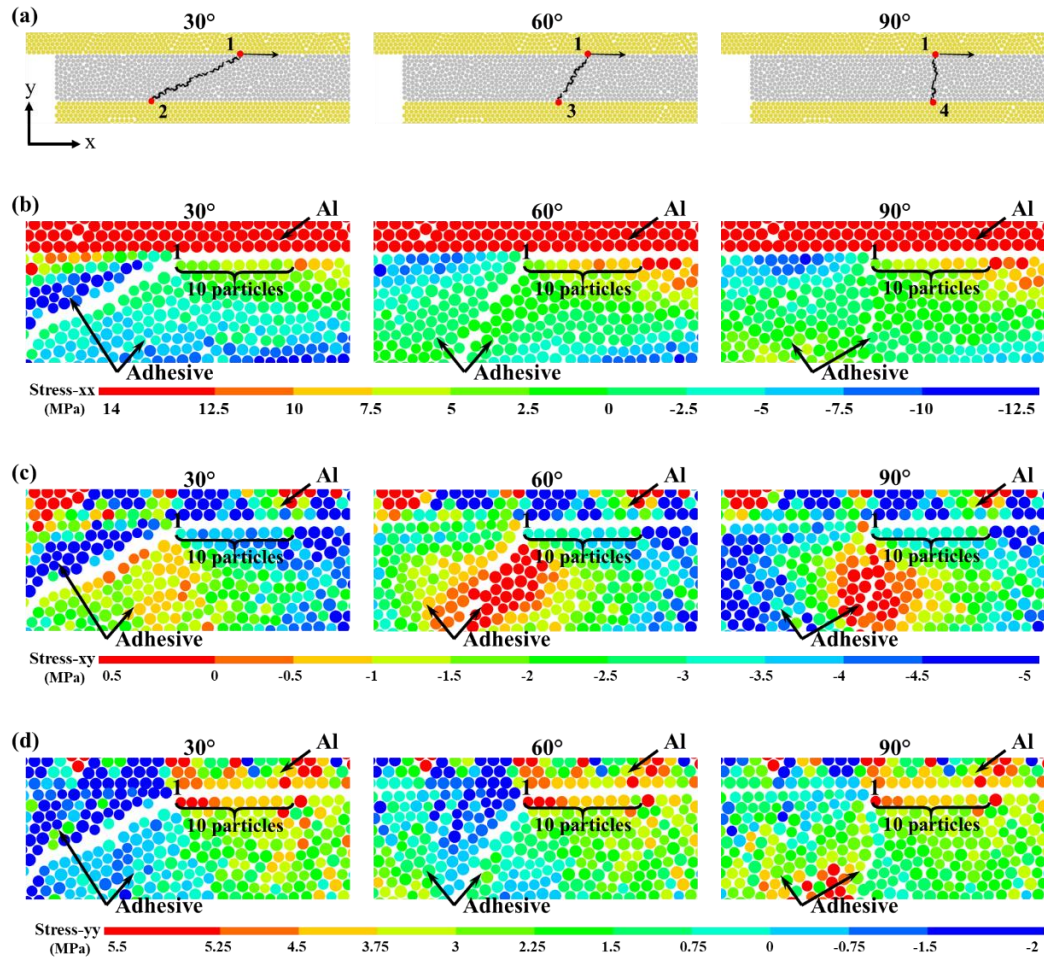 (a) 30° 60° 90°
1 1 1
2 3 4
y
x
(b) 30° 60° 90°
Al Al Al
1 1 1
10 particles 10 particles 10 particles
Adhesive Adhesive Adhesive
Stress-xx
(MPa) 14 12.5 10 7.5 5 2.5 0 -2.5 -5 -7.5 -10 -12.5
(c) 30° 60° 90°
Al Al Al
1 1 1
10 particles 10 particles 10 particles
Adhesive Adhesive Adhesive
Stress-xy
(MPa) 0.5 0 -0.5 -1 -1.5 -2 -2.5 -3 -3.5 -4 -4.5 -5
(d) 30° 60° 90°
Al Al Al
1 1 1
10 particles 10 particles 10 particles
Adhesive Adhesive Adhesive
Stress-yy
(MPa) 5.5 5.25 4.5 3.75 3 2.25 1.5 0.75 0 -0.75 -1.5 -2